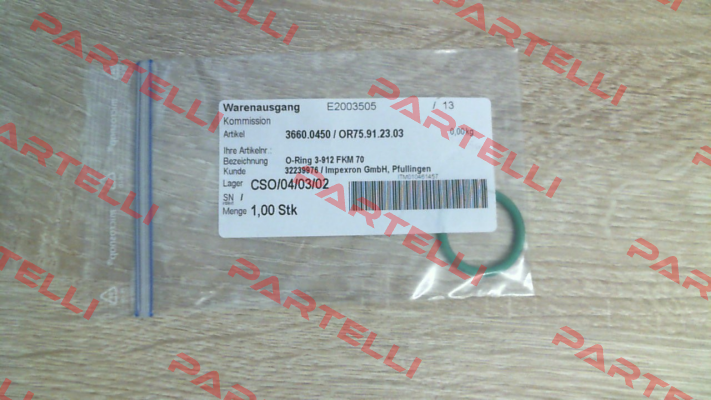 Warenausgang E2003505 / 13
Kommission
Artikel 3660.0450 / OR75.91.23.03 0,00kg
Ihre Artikelnr.:
Bezeichnung O-Ring 3-912 FKM 70
Kunde 32239976 / Impexron GmbH, Pfullingen
Lager CSO/04/03/02
SN /
Menge 1,00 Stk
PARTELLI
PARTELLI
PARTELLI
PARTELLI
PARTELLI
PARTELLI
PARTELLI
PARTELLI